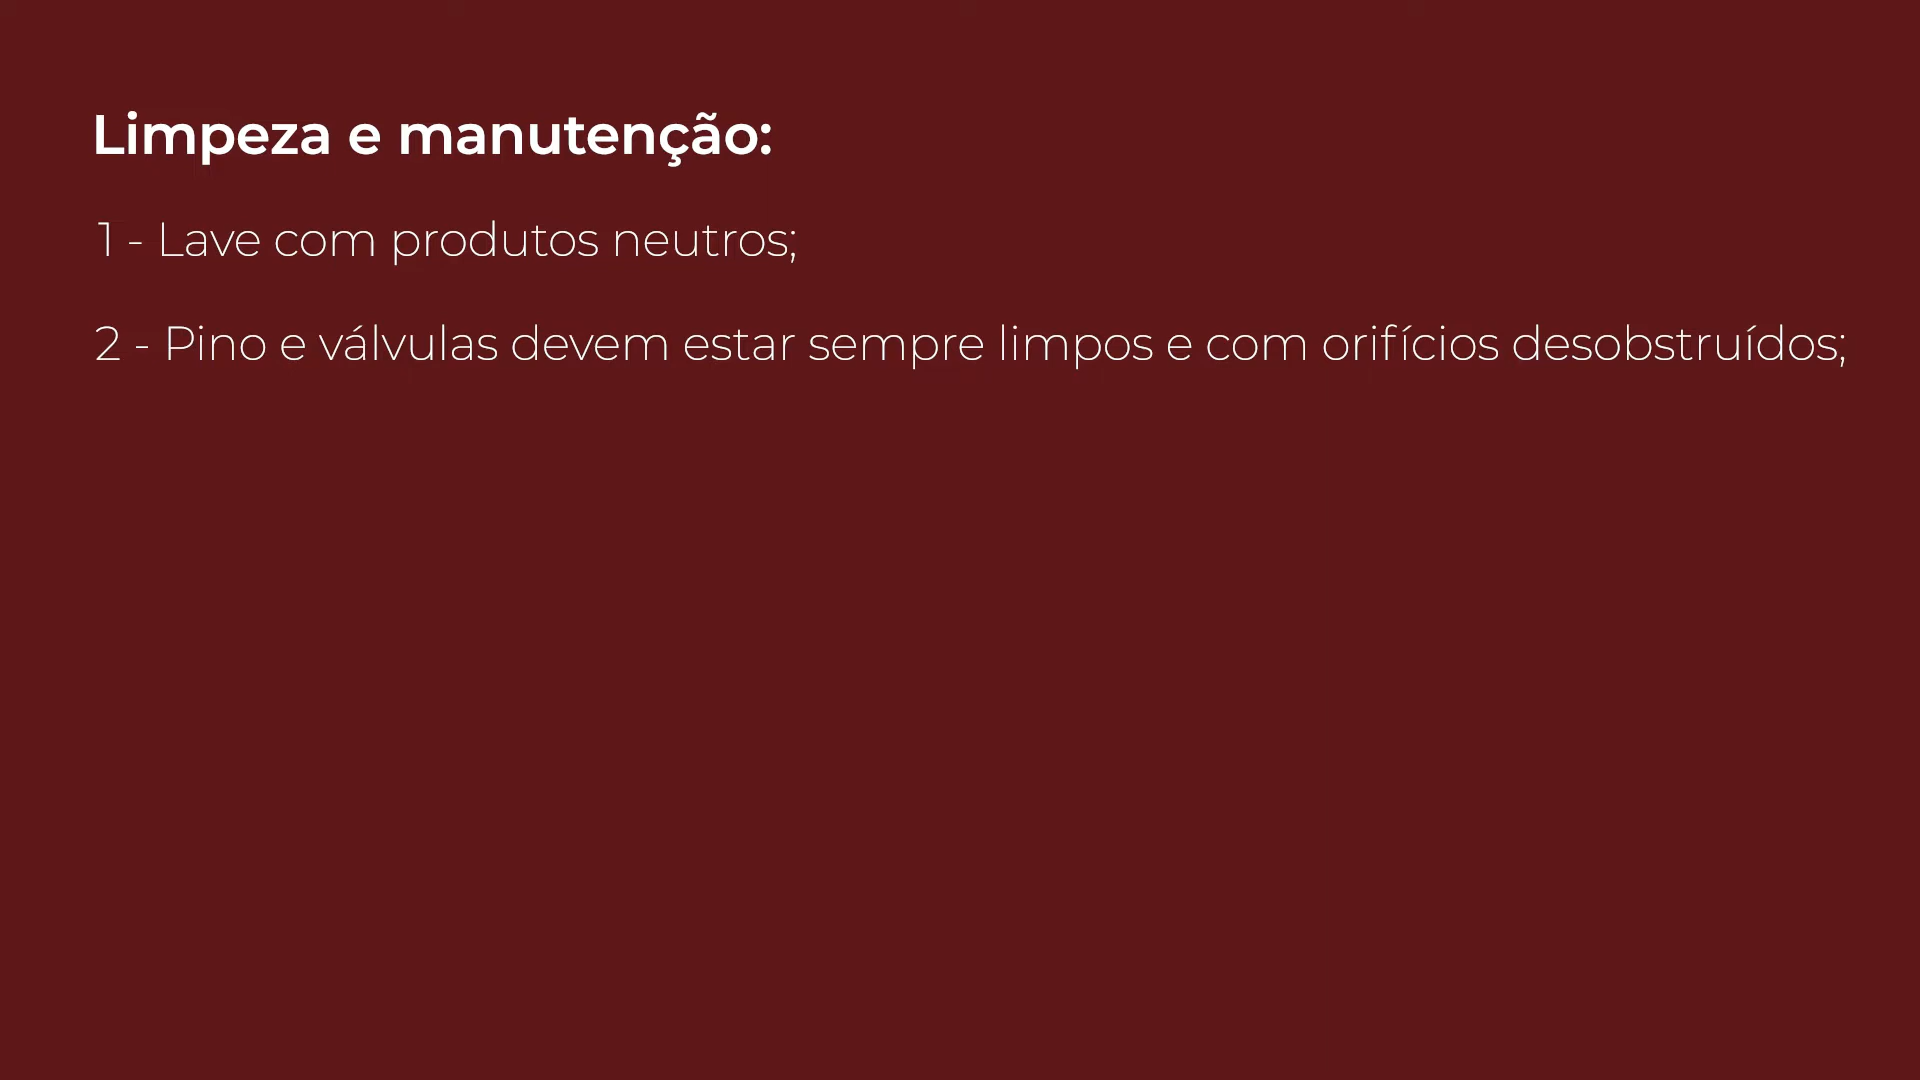 Limpeza e manutenção:
1 - Lave com produtos neutros;
2 - Pino e válvulas devem estar sempre limpos e com orifícios desobstruídos;